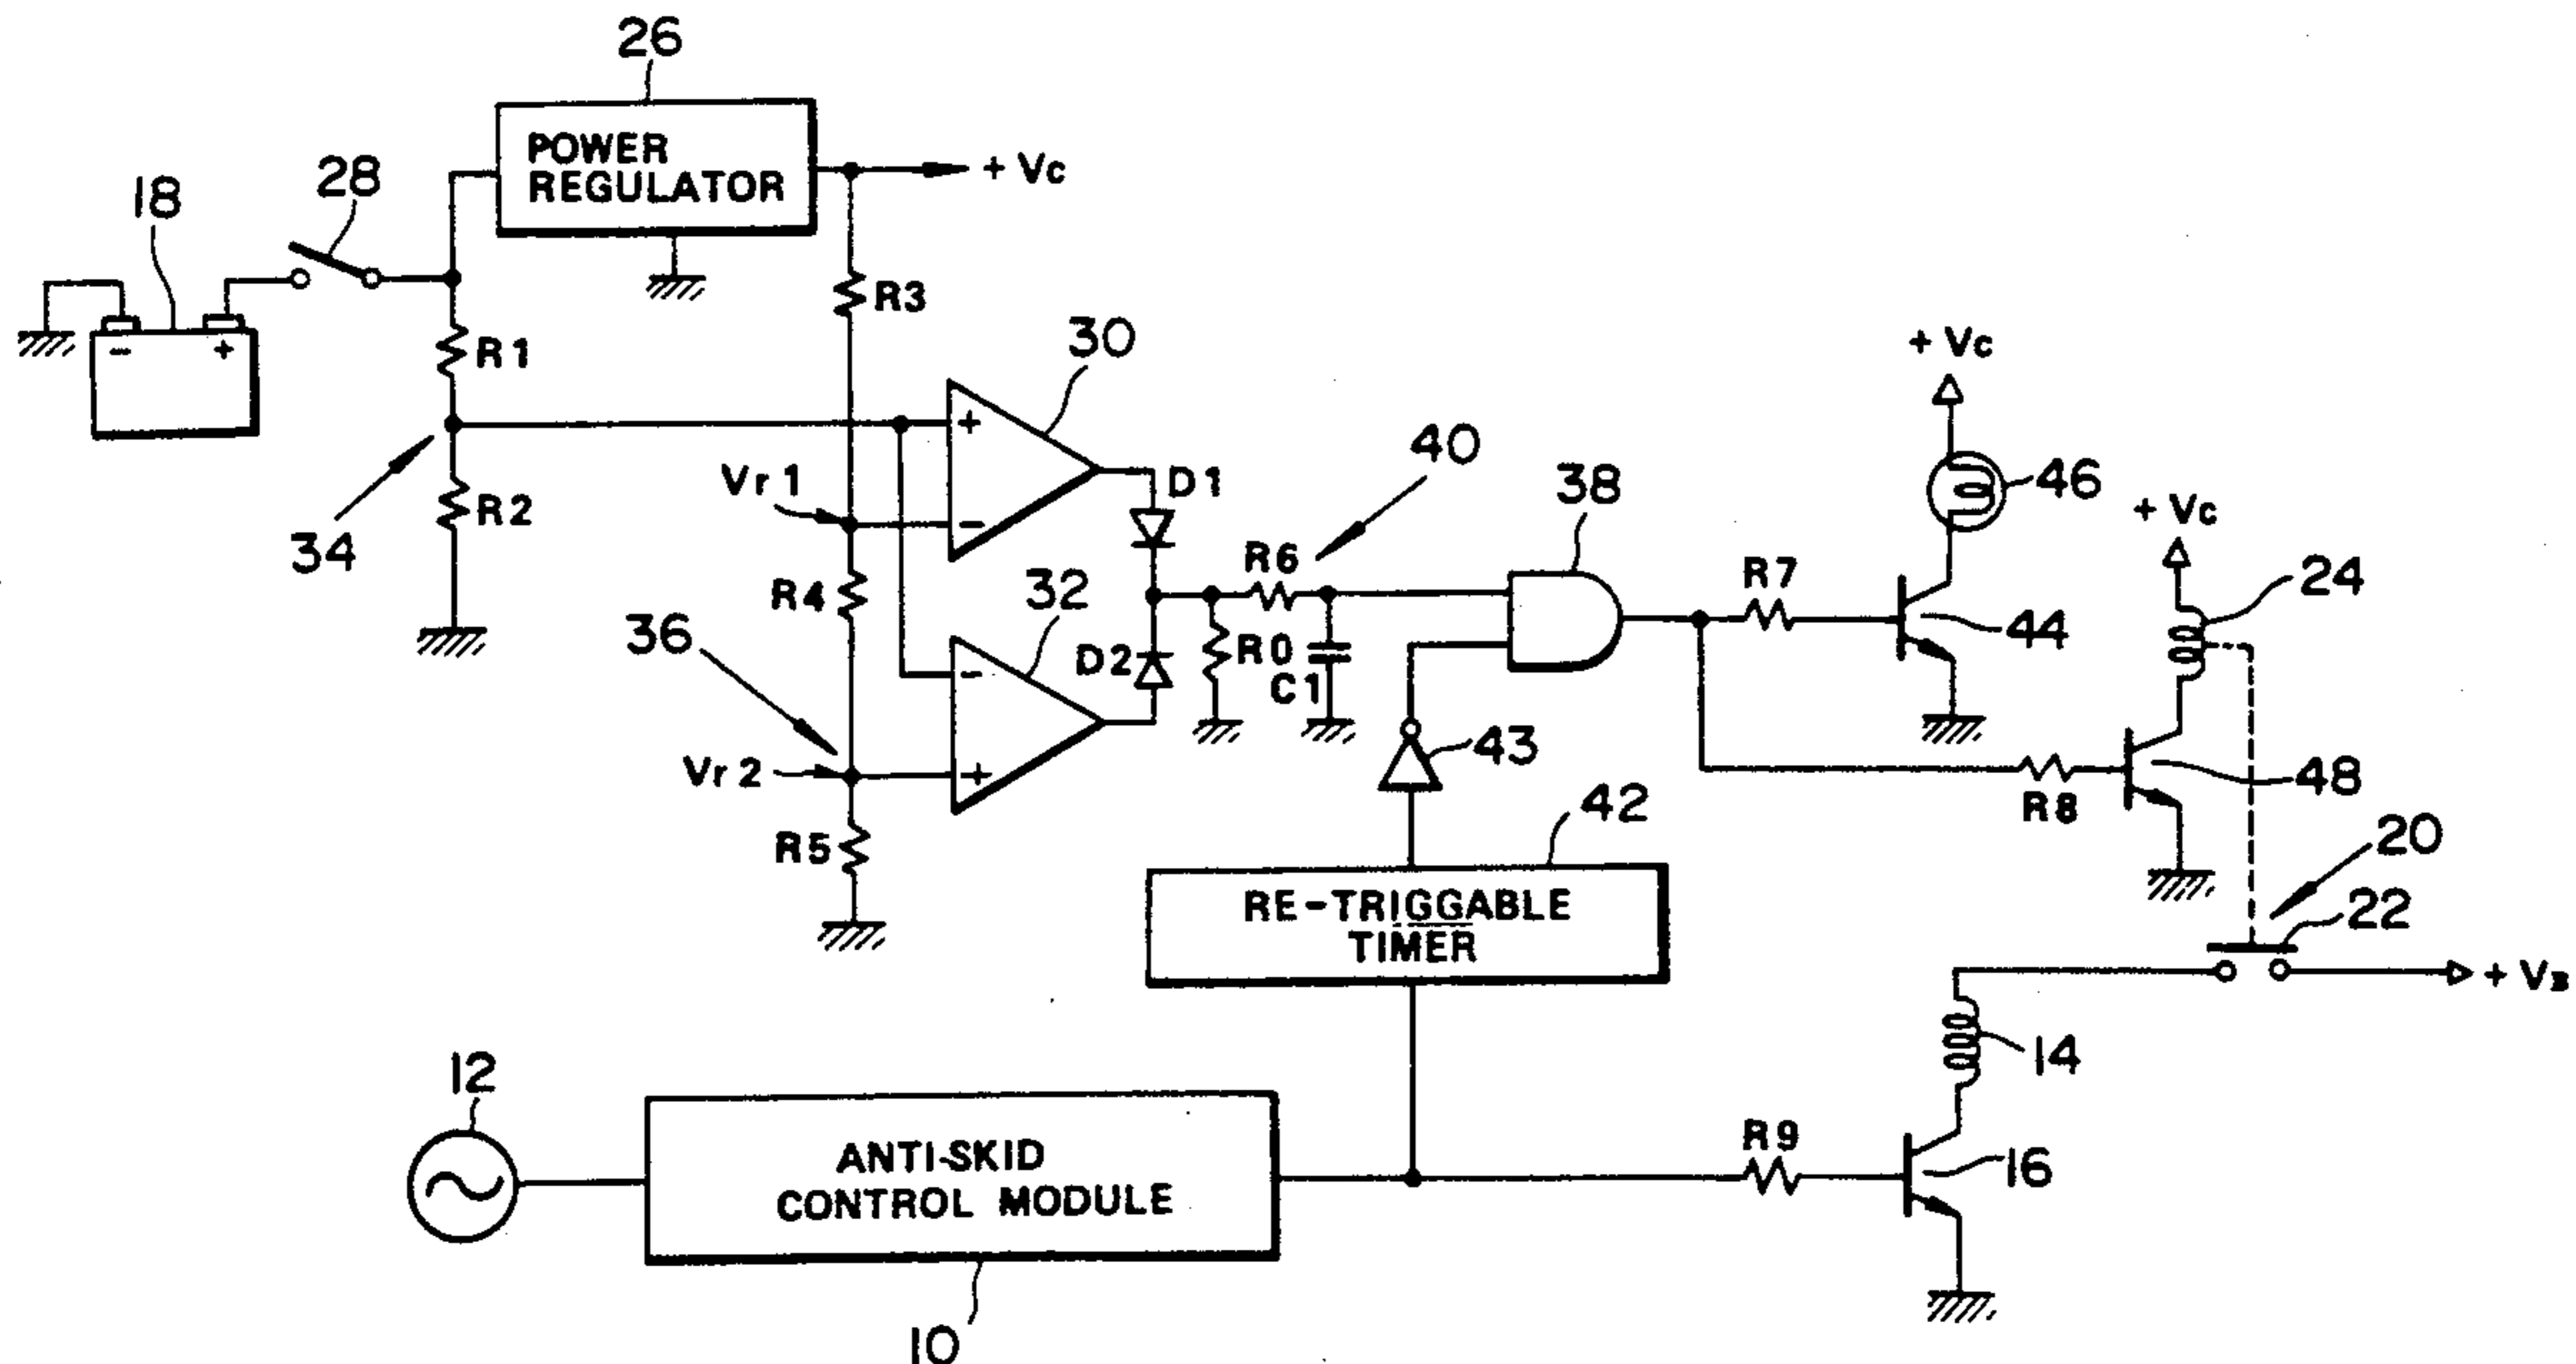 26
POWER
REGULATOR
+ Vc
28
18
- +
R1
R3
30
+ Vc
+
40
38
46
Vr 1
D1
+ Vc
R2
-
34
R6
R7
24
R4
32
36
44
D2
R0
-
C1
43
48
Vr 2
+
R8
42
R5
20
RE-TRIGGABLE
TIMER
22
+ VB
14
12
R9
ANTI-SKID
CONTROL MODULE
16
10